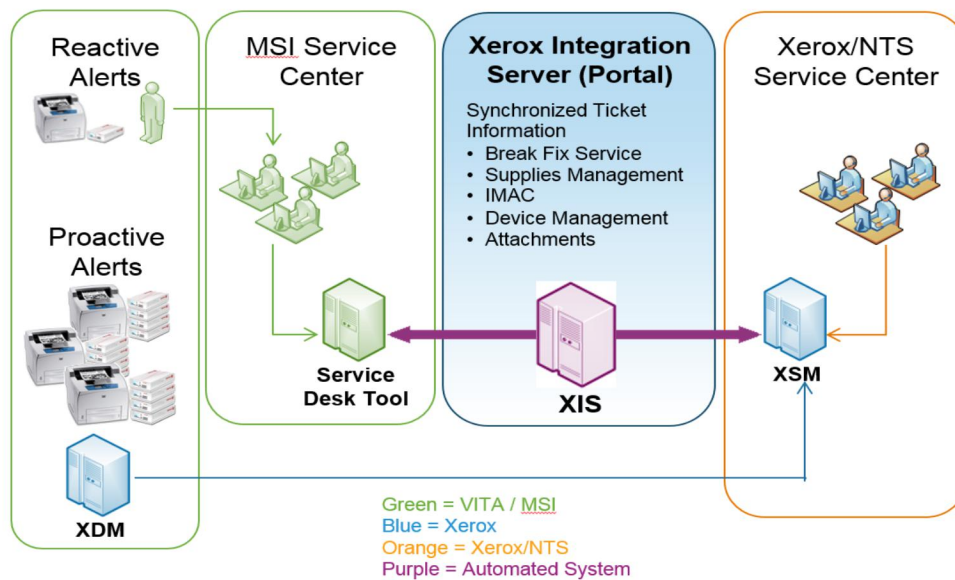 Reactive
Alerts
Proactive
Alerts
XDM
MSI Service
Center
Service
Desk Tool
Xerox Integration
Server (Portal)
Synchronized Ticket
Information
• Break Fix Service
• Supplies Management
• IMAC
• Device Management
• Attachments
XIS
Xerox/NTS
Service Center
XSM
Green = VITA / MSI
Blue = Xerox
Orange = Xerox/NTS
Purple = Automated System